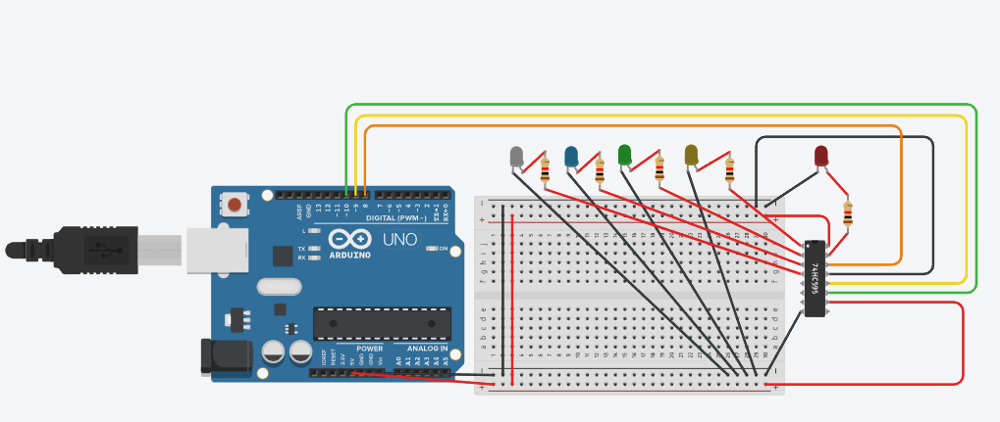 AREF
GND
13
12
~11
~10
~9
8
7
~6
~5
4
~3
2
TX→1
RX←0
DIGITAL (PWM~)
L
TX
RX
UNO
ARDUINO
ON
74HC595
POWER
ANALOG IN
IOREF
RESET
3.3V
5V
GND
GND
Vin
A0
A1
A2
A3
A4
A5
a b c d e
f g h i j